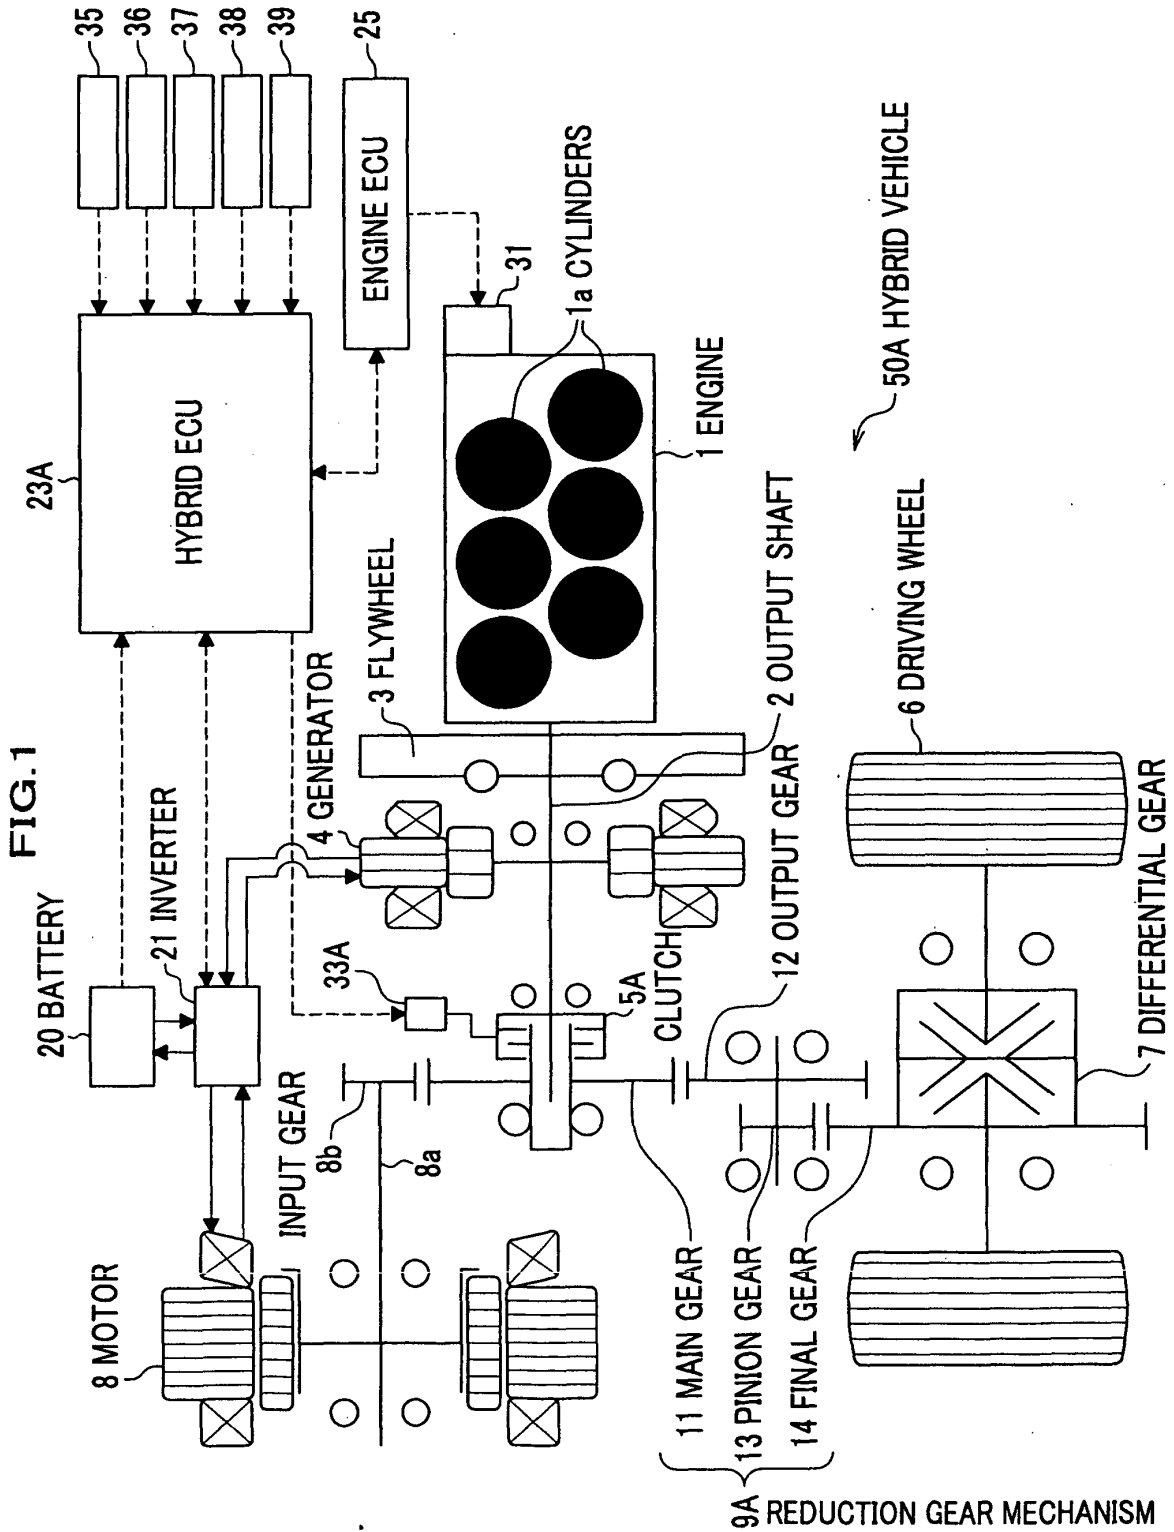 FIG.1
35
36
37
38
39
25
ENGINE ECU
23A
HYBRID ECU
31
1a CYLINDERS
1 ENGINE
50A HYBRID VEHICLE
20 BATTERY
21 INVERTER
4 GENERATOR
3 FLYWHEEL
2 OUTPUT SHAFT
12 OUTPUT GEAR
6 DRIVING WHEEL
33A
5A
CLUTCH
7 DIFFERENTIAL GEAR
INPUT GEAR
8b
8a
8 MOTOR
11 MAIN GEAR
13 PINION GEAR
14 FINAL GEAR
9A REDUCTION GEAR MECHANISM